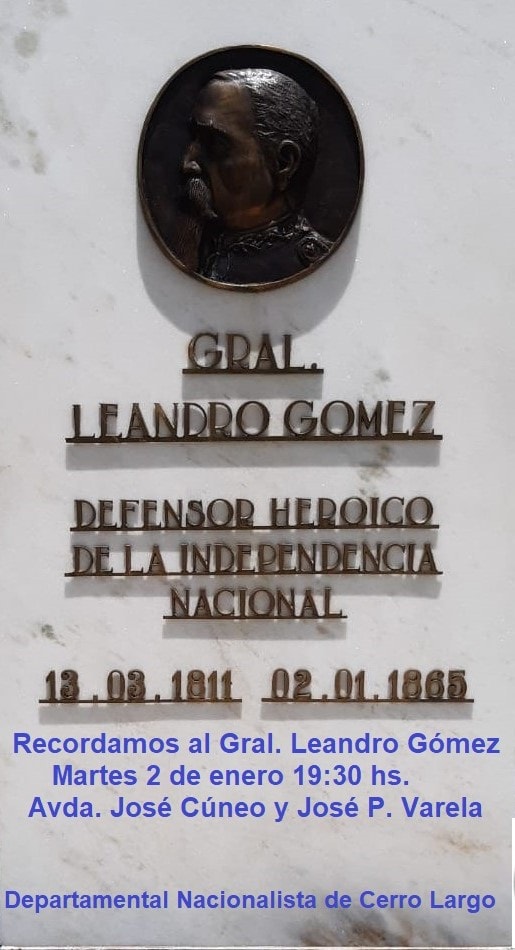 GRAL.
LEANDRO GOMEZ
DEFENSOR HEROICO
DE LA INDEPENDENCIA
NACIONAL
13.03.1811 02.01.1865
Recordamos al Gral. Leandro Gómez
Martes 2 de enero 19:30 hs.
Avda. José Cúneo y José P. Varela
Departamental Nacionalista de Cerro Largo